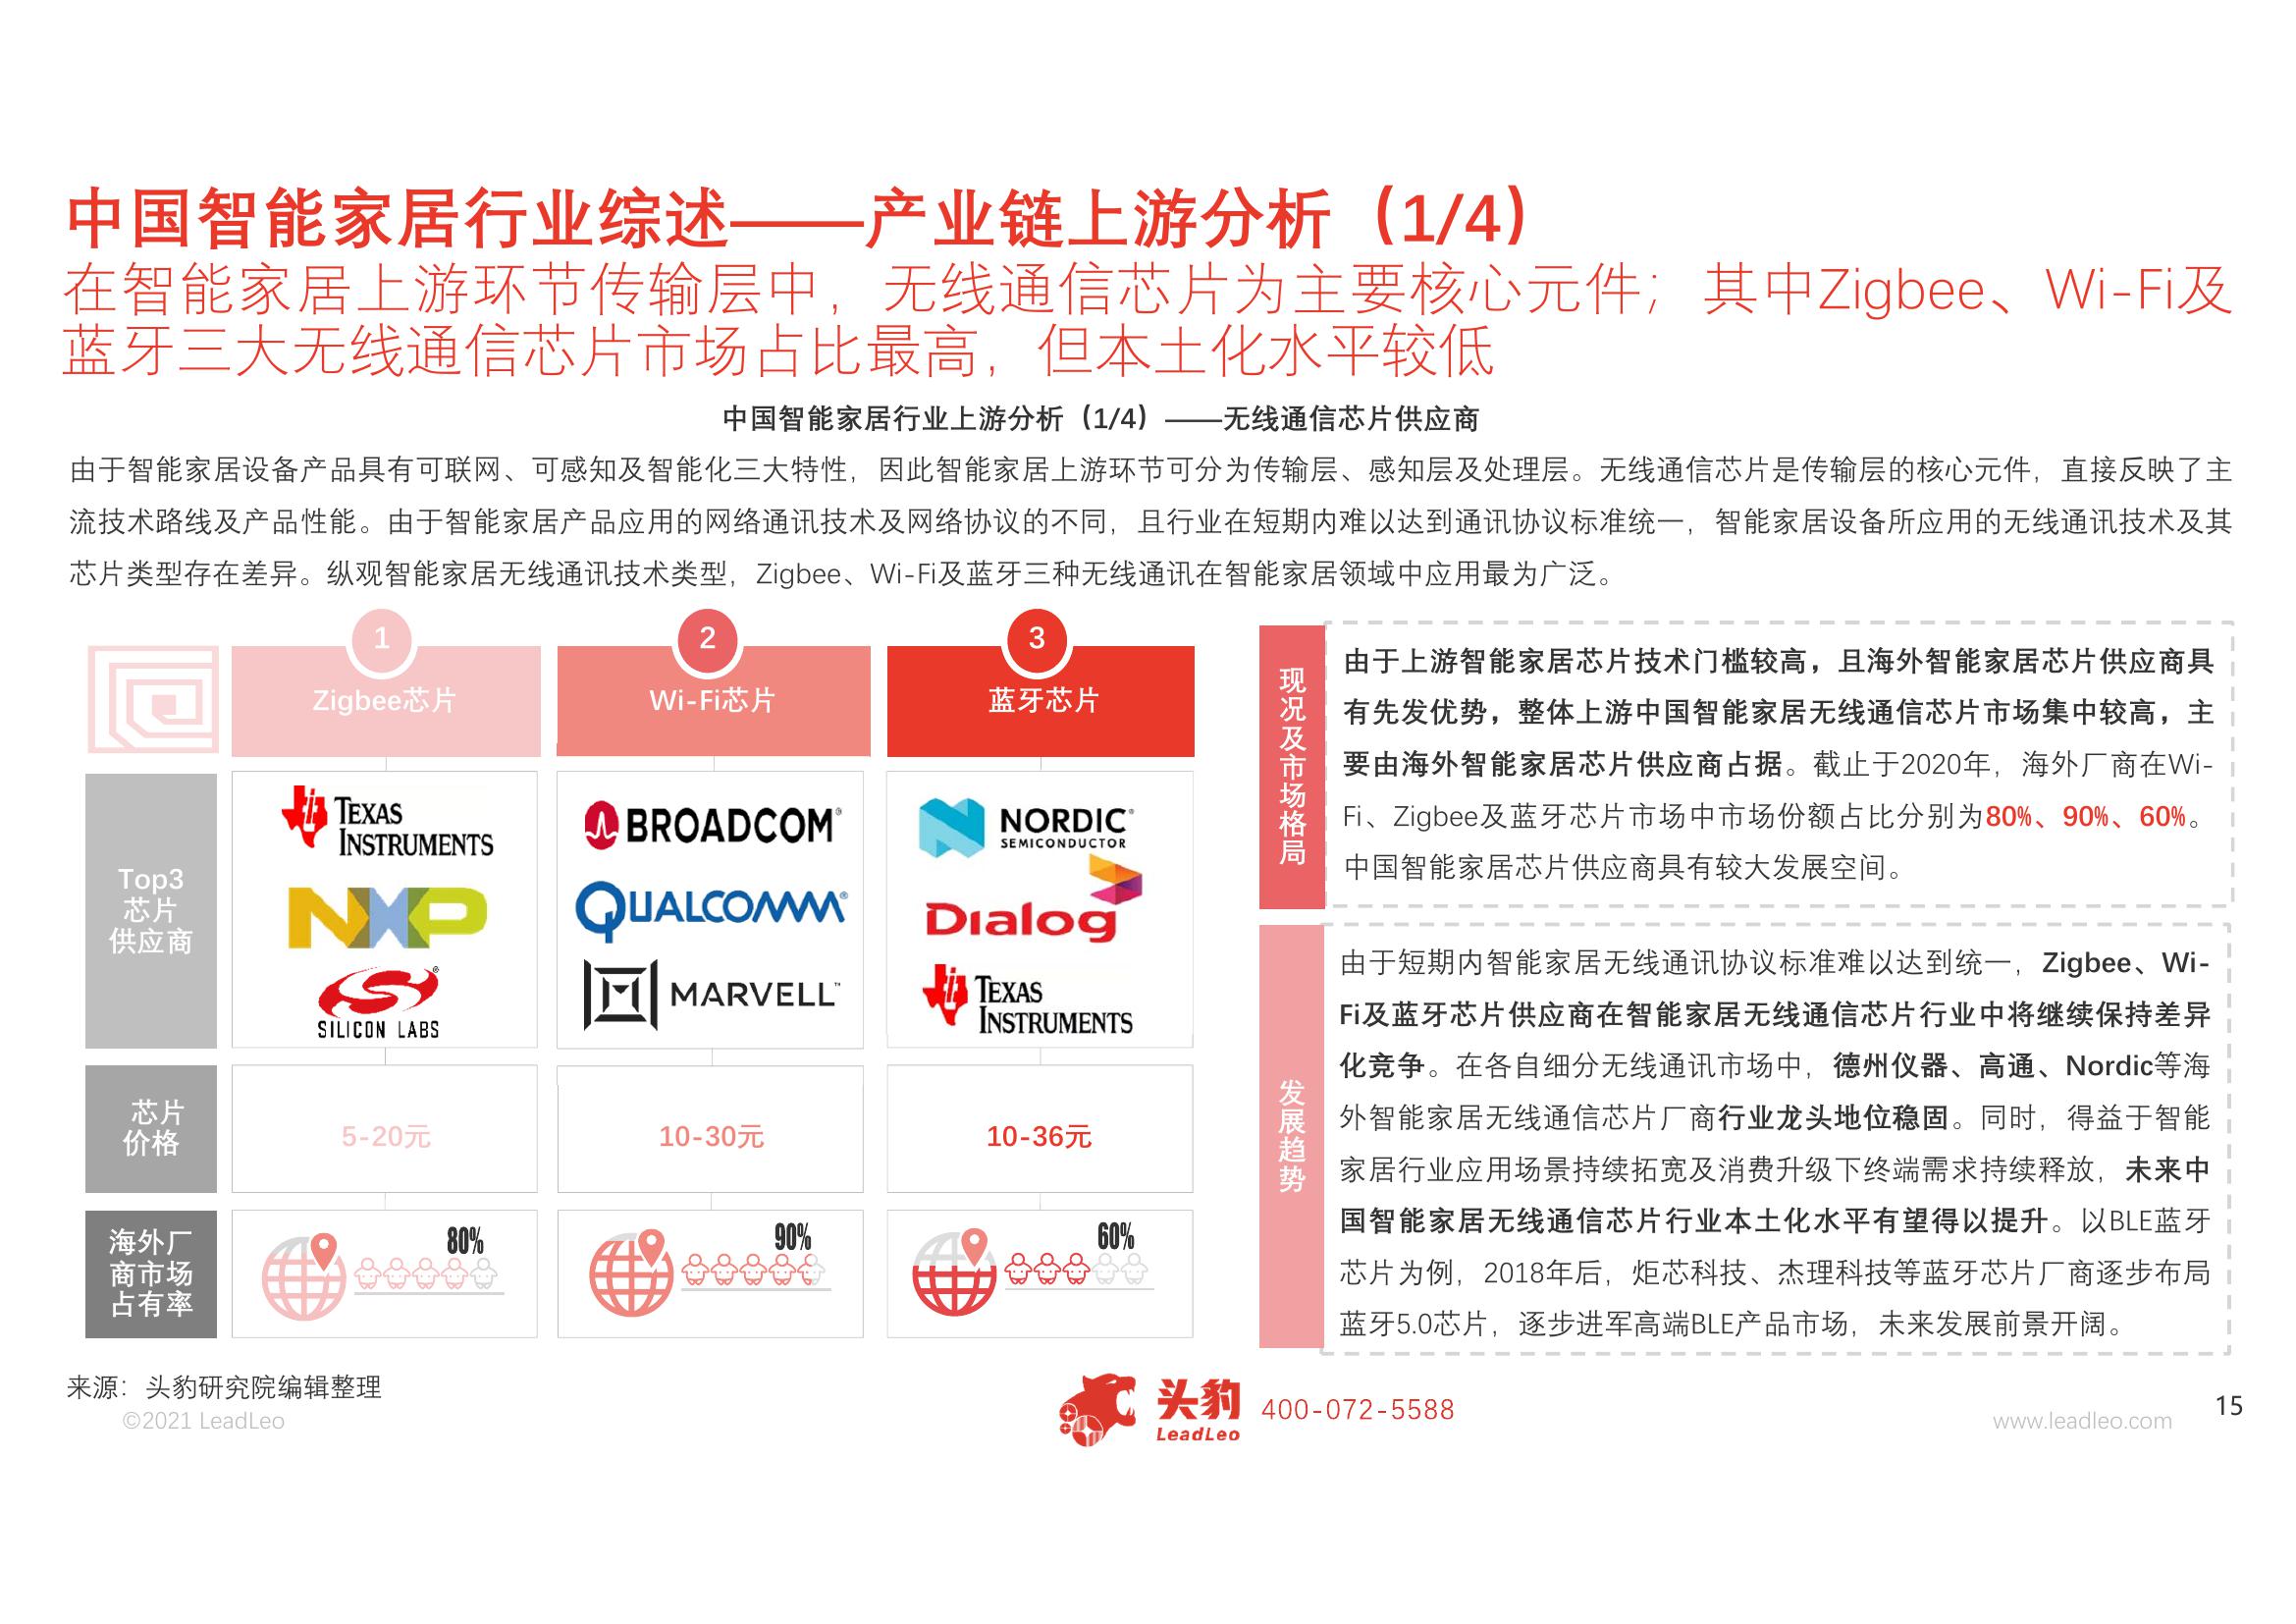 中国智能家居行业综述——产业链上游分析（1/4）
在智能家居上游环节传输层中，无线通信芯片为主要核心元件；其中Zigbee、Wi-Fi及
蓝牙三大无线通信芯片市场占比最高，但本土化水平较低
中国智能家居行业上游分析（1/4）——无线通信芯片供应商
由于智能家居设备产品具有可联网、可感知及智能化三大特性，因此智能家居上游环节可分为传输层、感知层及处理层。无线通信芯片是传输层的核心元件，直接反映了主
流技术路线及产品性能。由于智能家居产品应用的网络通讯技术及网络协议的不同，且行业在短期内难以达到通讯协议标准统一，智能家居设备所应用的无线通讯技术及其
芯片类型存在差异。纵观智能家居无线通讯技术类型，Zigbee、Wi-Fi及蓝牙三种无线通讯在智能家居领域中应用最为广泛。
1
Zigbee芯片
2
Wi-Fi芯片
3
蓝牙芯片
Top3
芯片
供应商
TEXAS
INSTRUMENTS
NXP
SILICON LABS
BROADCOM®
QUALCOMM®
MARVELL™
NORDIC®
SEMICONDUCTOR
Dialog
TEXAS
INSTRUMENTS
芯片
价格
5-20元
10-30元
10-36元
海外厂
商市场
占有率
80%
90%
60%
现况及市场格局
由于上游智能家居芯片技术门槛较高，且海外智能家居芯片供应商具
有先发优势，整体上游中国智能家居无线通信芯片市场集中较高，主
要由海外智能家居芯片供应商占据。截止于2020年，海外厂商在Wi-
Fi、Zigbee及蓝牙芯片市场中市场份额占比分别为80%、90%、60%。
中国智能家居芯片供应商具有较大发展空间。
发展趋势
由于短期内智能家居无线通讯协议标准难以达到统一，Zigbee、Wi-
Fi及蓝牙芯片供应商在智能家居无线通信芯片行业中将继续保持差异
化竞争。在各自细分无线通讯市场中，德州仪器、高通、Nordic等海
外智能家居无线通信芯片厂商行业龙头地位稳固。同时，得益于智能
家居行业应用场景持续拓宽及消费升级下终端需求持续释放，未来中
国智能家居无线通信芯片行业本土化水平有望得以提升。以BLE蓝牙
芯片为例，2018年后，炬芯科技、杰理科技等蓝牙芯片厂商逐步布局
蓝牙5.0芯片，逐步进军高端BLE产品市场，未来发展前景开阔。
来源：头豹研究院编辑整理
©2021 LeadLeo
头豹
LeadLeo
400-072-5588
www.leadleo.com
15